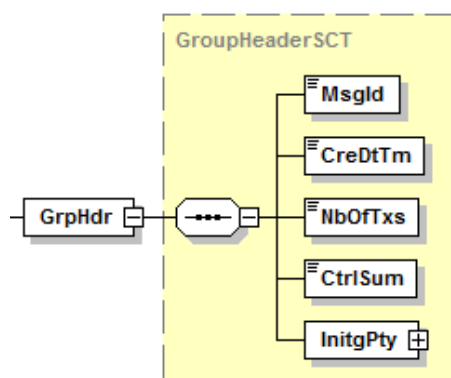 GroupHeaderSCT
MsgId
CreDtTm
GrpHdr
NbOfTxs
CtrlSum
InitgPty